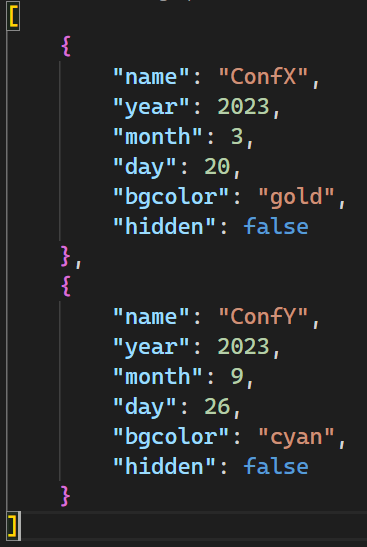 [
    {
        "name": "ConfX",
        "year": 2023,
        "month": 3,
        "day": 20,
        "bgcolor": "gold",
        "hidden": false
    },
    {
        "name": "ConfY",
        "year": 2023,
        "month": 9,
        "day": 26,
        "bgcolor": "cyan",
        "hidden": false
    }
]